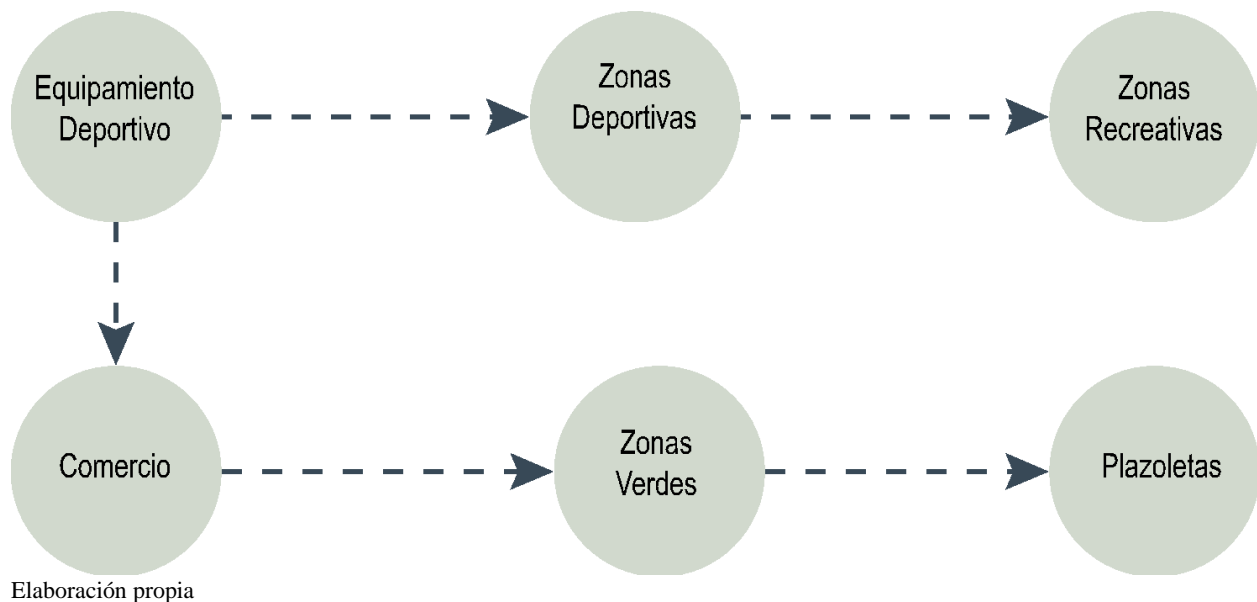 Equipamiento
Deportivo
Zonas
Deportivas
Zonas
Recreativas
Comercio
Zonas
Verdes
Plazoletas
Elaboración propia